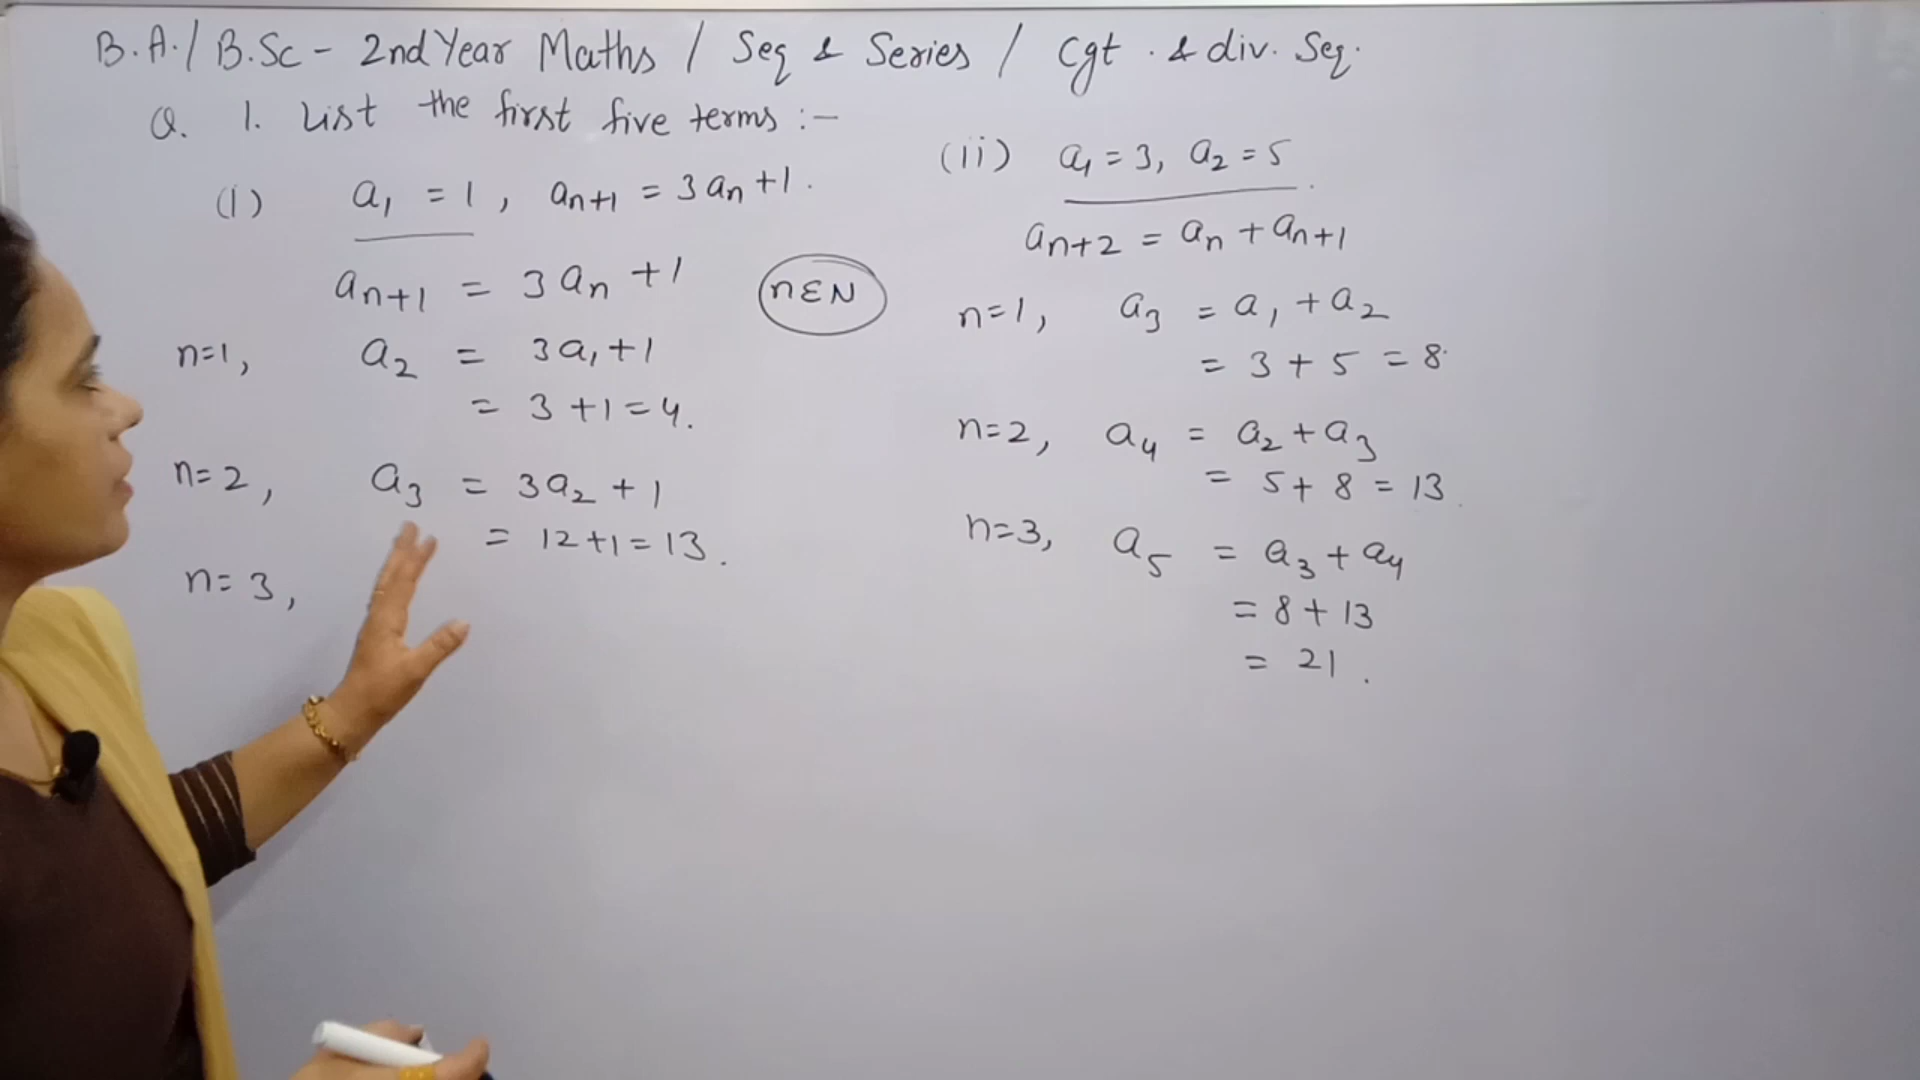 B.A./B.Sc - 2nd Year Maths / Seq & Series / Cgt. & div. Seq.
Q. 1. List the first five terms :-
(i) a₁ = 1, aₙ₊₁ = 3aₙ + 1.
aₙ₊₁ = 3aₙ + 1
n∈N
n=1, a₂ = 3a₁ + 1
= 3 + 1 = 4.
n=2, a₃ = 3a₂ + 1
= 12 + 1 = 13.
n=3,
(ii) a₁ = 3, a₂ = 5
aₙ₊₂ = aₙ + aₙ₊₁
n=1, a₃ = a₁ + a₂
= 3 + 5 = 8.
n=2, a₄ = a₂ + a₃
= 5 + 8 = 13.
n=3, a₅ = a₃ + a₄
= 8 + 13
= 21.